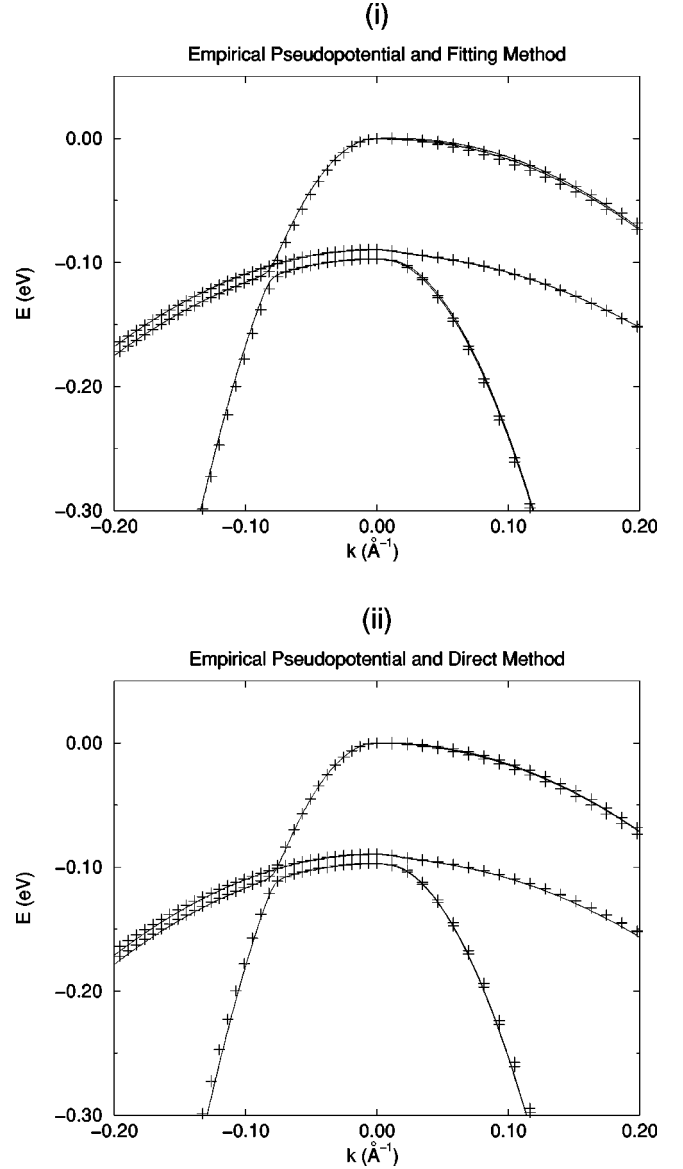 (i)
Empirical Pseudopotential and Fitting Method
0.00
−0.10
−0.20
−0.30
E (eV)
−0.20 −0.10 0.00 0.10 0.20
k (Å⁻¹)
(ii)
Empirical Pseudopotential and Direct Method
0.00
−0.10
−0.20
−0.30
E (eV)
−0.20 −0.10 0.00 0.10 0.20
k (Å⁻¹)